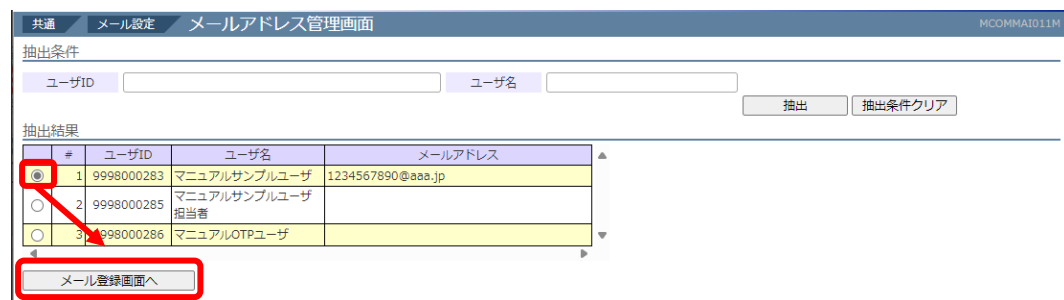 共通 メール設定 メールアドレス管理画面 MCOMMAI011M
抽出条件
ユーザID ユーザ名
抽出 抽出条件クリア
抽出結果
# ユーザID ユーザ名 メールアドレス
1 9998000283 マニュアルサンプルユーザ 1234567890@aaa.jp
2 9998000285 マニュアルサンプルユーザ
担当者
3 9998000286 マニュアルOTPユーザ
メール登録画面へ